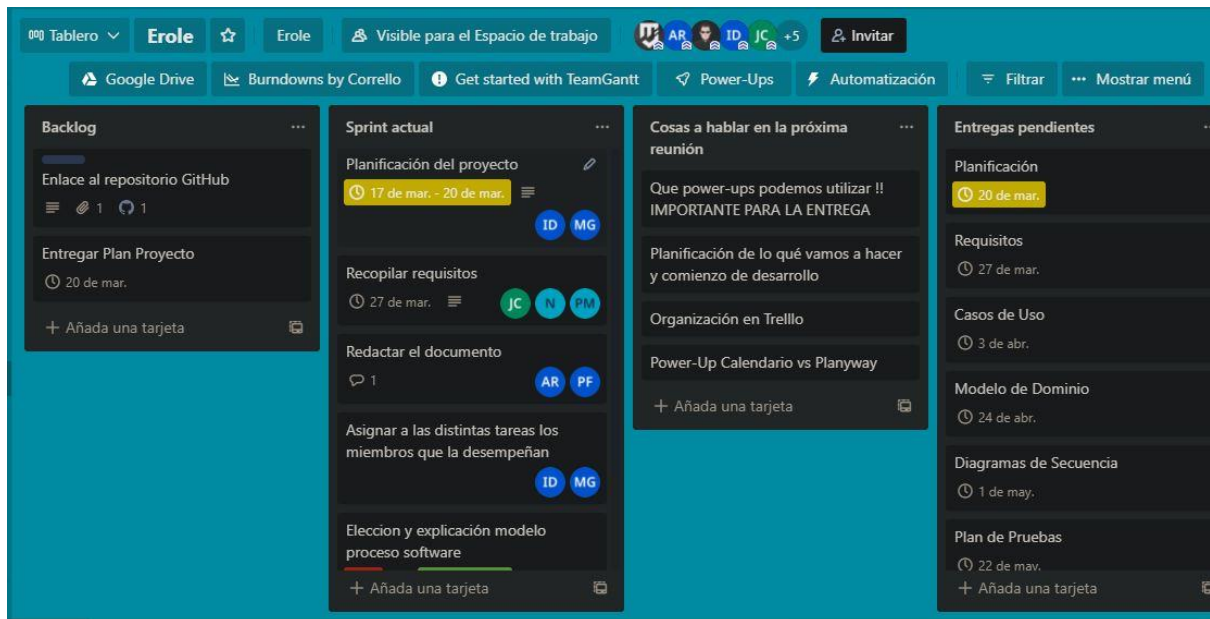 Tablero
Erole
Erole
Visible para el Espacio de trabajo
AR
ID
JC
+5
Invitar
Google Drive
Burndowns by Corrello
Get started with TeamGantt
Power-Ups
Automatización
Filtrar
Mostrar menú
Backlog
Enlace al repositorio GitHub
1
1
Entregar Plan Proyecto
20 de mar.
Añada una tarjeta
Sprint actual
Planificación del proyecto
17 de mar. - 20 de mar.
ID MG
Recopilar requisitos
27 de mar.
JC N PM
Redactar el documento
1
AR PF
Asignar a las distintas tareas los
miembros que la desempeñan
ID MG
Eleccion y explicación modelo
proceso software
Añada una tarjeta
Cosas a hablar en la próxima
reunión
Que power-ups podemos utilizar !!
IMPORTANTE PARA LA ENTREGA
Planificación de lo qué vamos a hacer
y comienzo de desarrollo
Organización en Trelllo
Power-Up Calendario vs Planyway
Añada una tarjeta
Entregas pendientes
Planificación
20 de mar.
Requisitos
27 de mar.
Casos de Uso
3 de abr.
Modelo de Dominio
24 de abr.
Diagramas de Secuencia
1 de may.
Plan de Pruebas
22 de may.
Añada una tarjeta